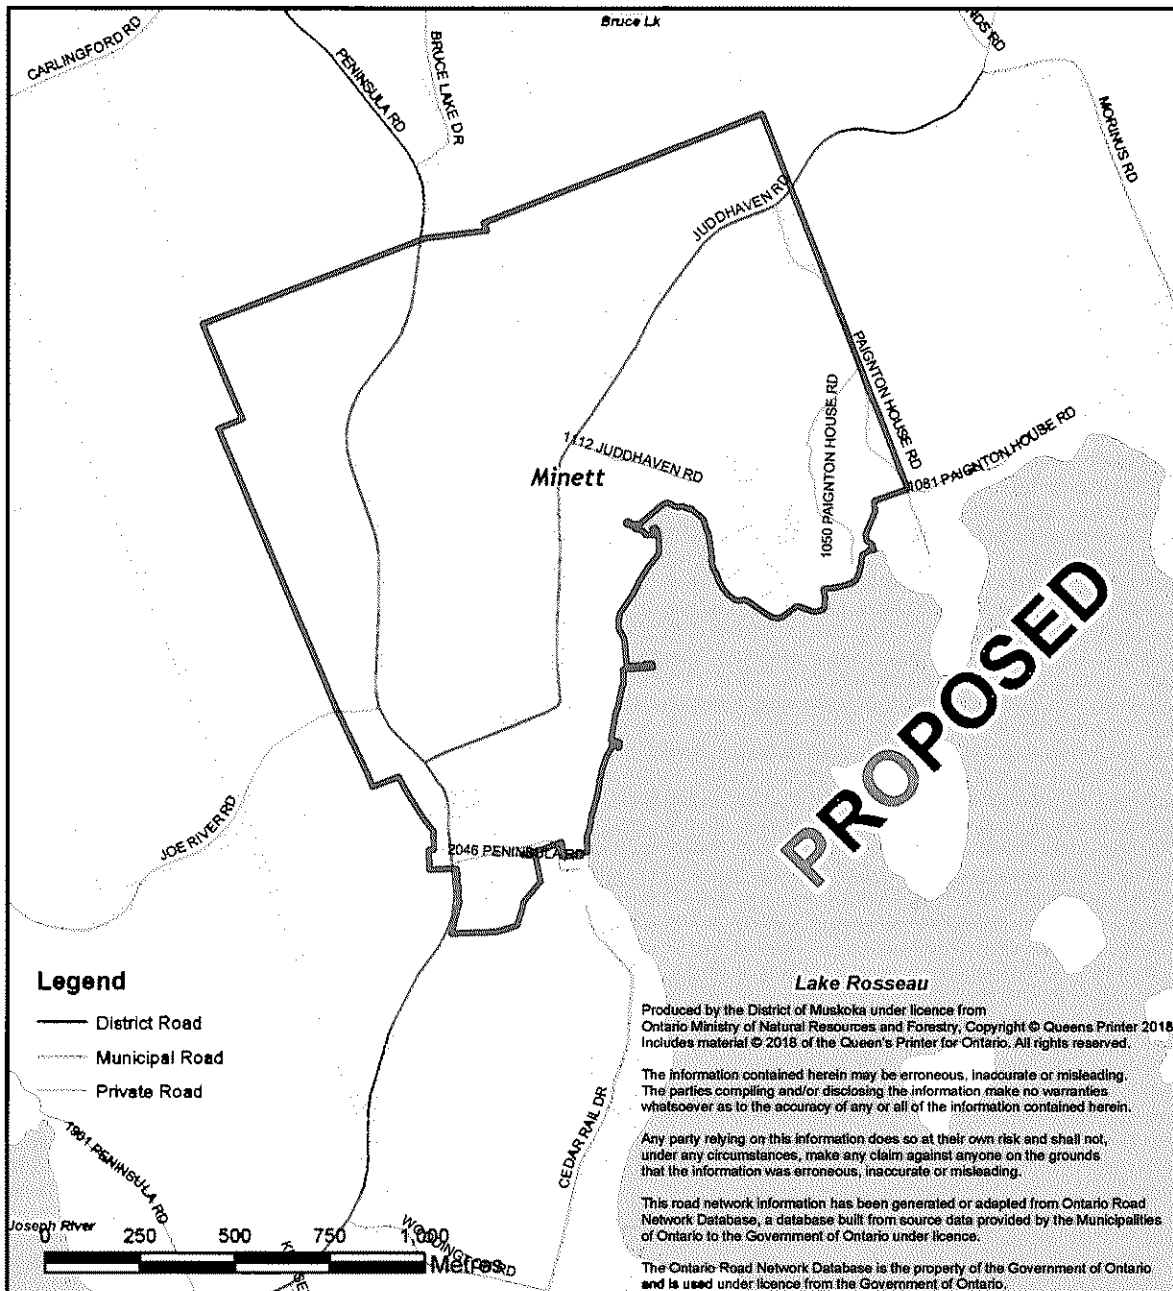 Bruce Lk
CARLINGFORD RD
PENINSULA RD
BRUCE LAKE DR
NDS RD
MORINUS RD
JUDDHAVEN RD
PAIGNTON HOUSE RD
1112 JUDDHAVEN RD
Minett
1050 PAIGNTON HOUSE RD
1081 PAIGNTON HOUSE RD
PROPOSED
JOE RIVER RD
2046 PENINSULA RD
Legend
District Road
Municipal Road
Private Road
Lake Rosseau
Produced by the District of Muskoka under licence from
Ontario Ministry of Natural Resources and Forestry, Copyright © Queens Printer 2018
Includes material © 2018 of the Queen's Printer for Ontario. All rights reserved.
The information contained herein may be erroneous, inaccurate or misleading.
The parties compiling and/or disclosing the information make no warranties
whatsoever as to the accuracy of any or all of the information contained herein.
Any party relying on this information does so at their own risk and shall not,
under any circumstances, make any claim against anyone on the grounds
that the information was erroneous, inaccurate or misleading.
This road network information has been generated or adapted from Ontario Road
Network Database, a database built from source data provided by the Municipalities
of Ontario to the Government of Ontario under licence.
The Ontario Road Network Database is the property of the Government of Ontario
and is used under licence from the Government of Ontario.
CEDAR RAIL DR
1981 PENINSULA RD
Joseph River
0 250 500 750 1,000
Metres